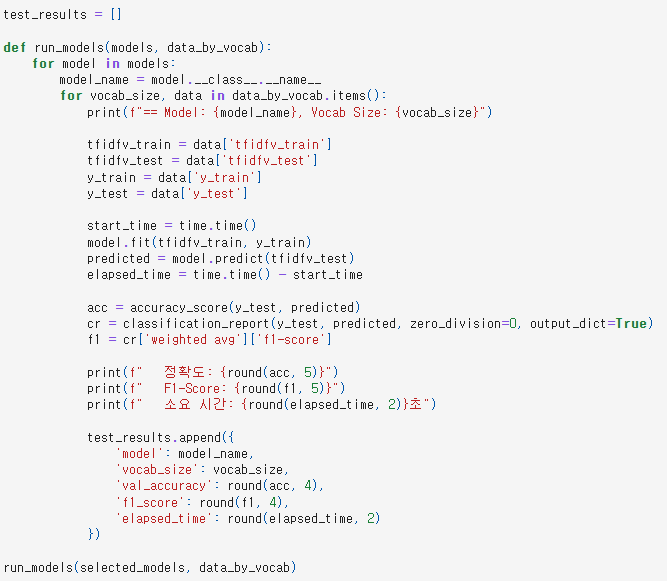 test_results = []

def run_models(models, data_by_vocab):
    for model in models:
        model_name = model.__class__.__name__
        for vocab_size, data in data_by_vocab.items():
            print(f"== Model: {model_name}, Vocab Size: {vocab_size}")

            tfidfv_train = data['tfidfv_train']
            tfidfv_test = data['tfidfv_test']
            y_train = data['y_train']
            y_test = data['y_test']

            start_time = time.time()
            model.fit(tfidfv_train, y_train)
            predicted = model.predict(tfidfv_test)
            elapsed_time = time.time() - start_time

            acc = accuracy_score(y_test, predicted)
            cr = classification_report(y_test, predicted, zero_division=0, output_dict=True)
            f1 = cr['weighted avg']['f1-score']

            print(f"   정확도: {round(acc, 5)}")
            print(f"   F1-Score: {round(f1, 5)}")
            print(f"   소요 시간: {round(elapsed_time, 2)}초")

            test_results.append({
                'model': model_name,
                'vocab_size': vocab_size,
                'val_accuracy': round(acc, 4),
                'f1_score': round(f1, 4),
                'elapsed_time': round(elapsed_time, 2)
            })

run_models(selected_models, data_by_vocab)